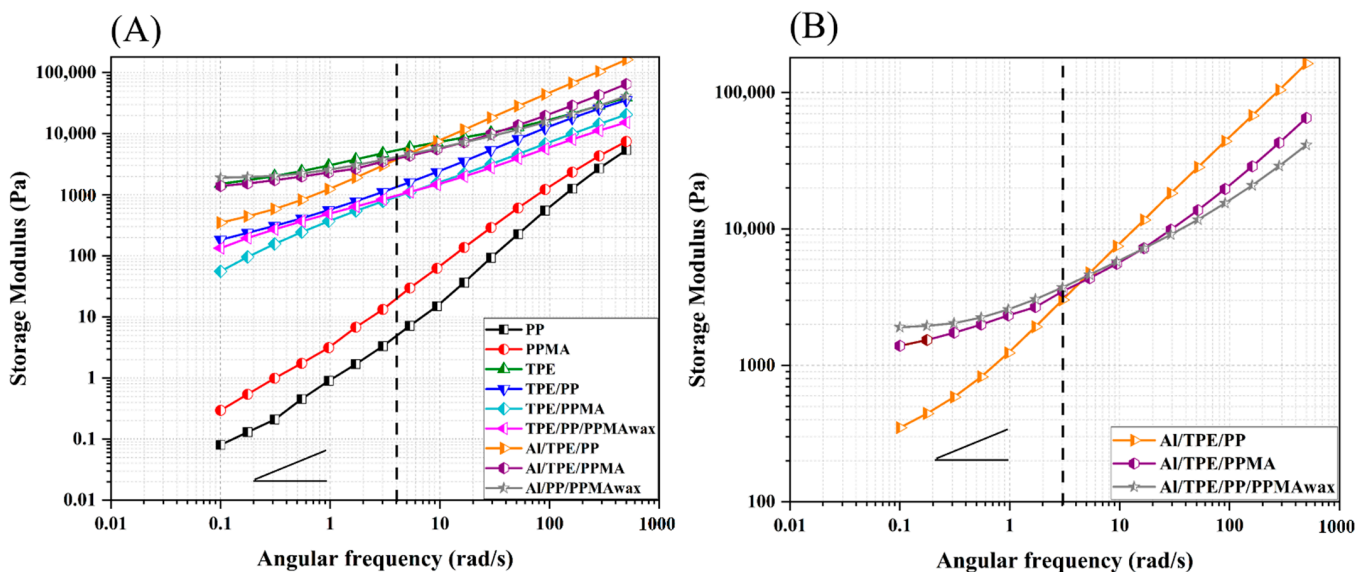 (A)
Storage Modulus (Pa)
100,000
10,000
1000
100
10
1
0.1
0.01
0.01 0.1 1 10 100 1000
Angular frequency (rad/s)
PP
PPMA
TPE
TPE/PP
TPE/PPMA
TPE/PP/PPMAwax
Al/TPE/PP
Al/TPE/PPMA
Al/PP/PPMAwax
(B)
Storage Modulus (Pa)
100,000
10,000
1000
100
0.01 0.1 1 10 100 1000
Angular frequency (rad/s)
Al/TPE/PP
Al/TPE/PPMA
Al/TPE/PP/PPMAwax